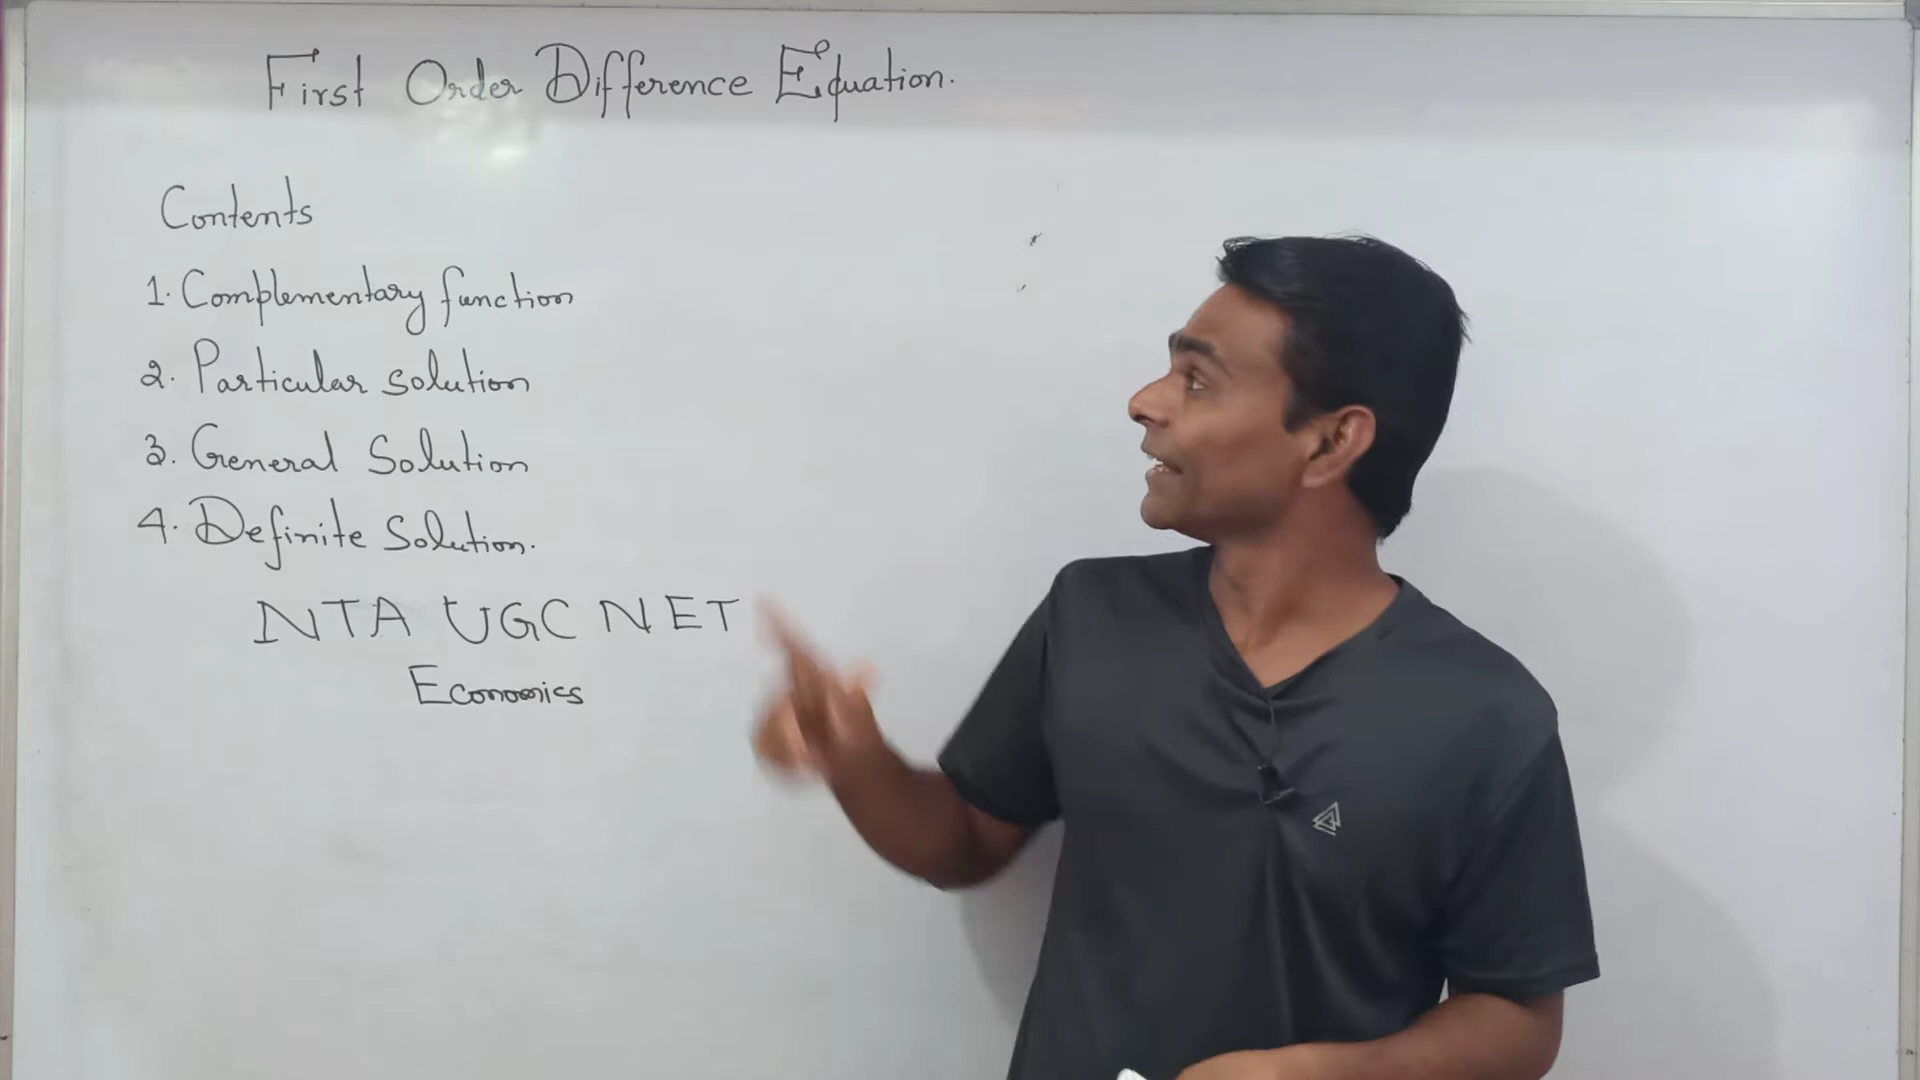 First Order Difference Equation.
Contents
1. Complementary function
2. Particular solution
3. General Solution
4. Definite Solution.
NTA UGC NET
Economics